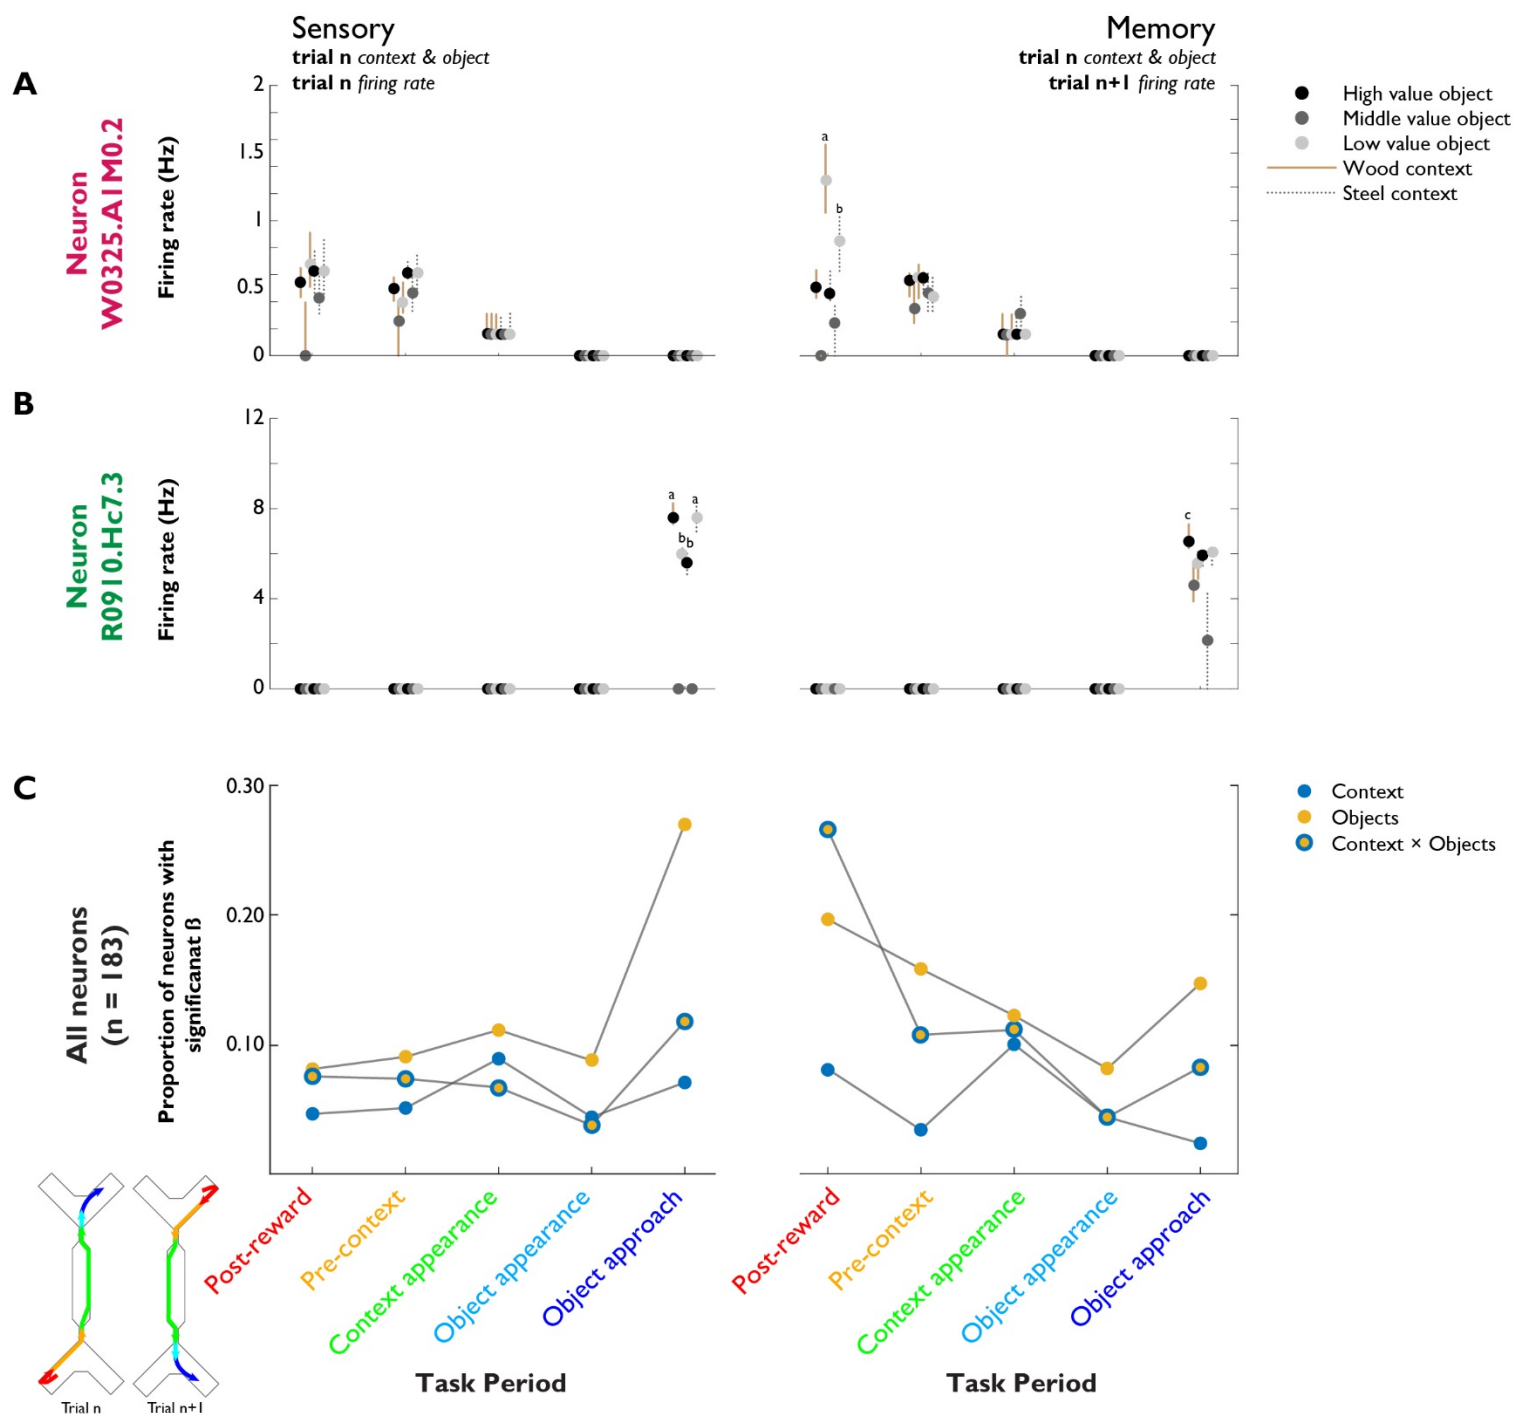 Sensory
trial n context & object
trial n firing rate
Memory
trial n context & object
trial n+1 firing rate
A
Neuron
W0325.A1M0.2
Firing rate (Hz)
2
1.5
1
0.5
0
a
b
High value object
Middle value object
Low value object
Wood context
Steel context
B
Neuron
R0910.Hc7.3
Firing rate (Hz)
12
8
4
0
a
a
b
b
c
C
All neurons
(n = 183)
Proportion of neurons with
significanat ß
0.30
0.20
0.10
Context
Objects
Context × Objects
Post-reward
Pre-context
Context appearance
Object appearance
Object approach
Post-reward
Pre-context
Context appearance
Object appearance
Object approach
Task Period
Task Period
Trial n
Trial n+1